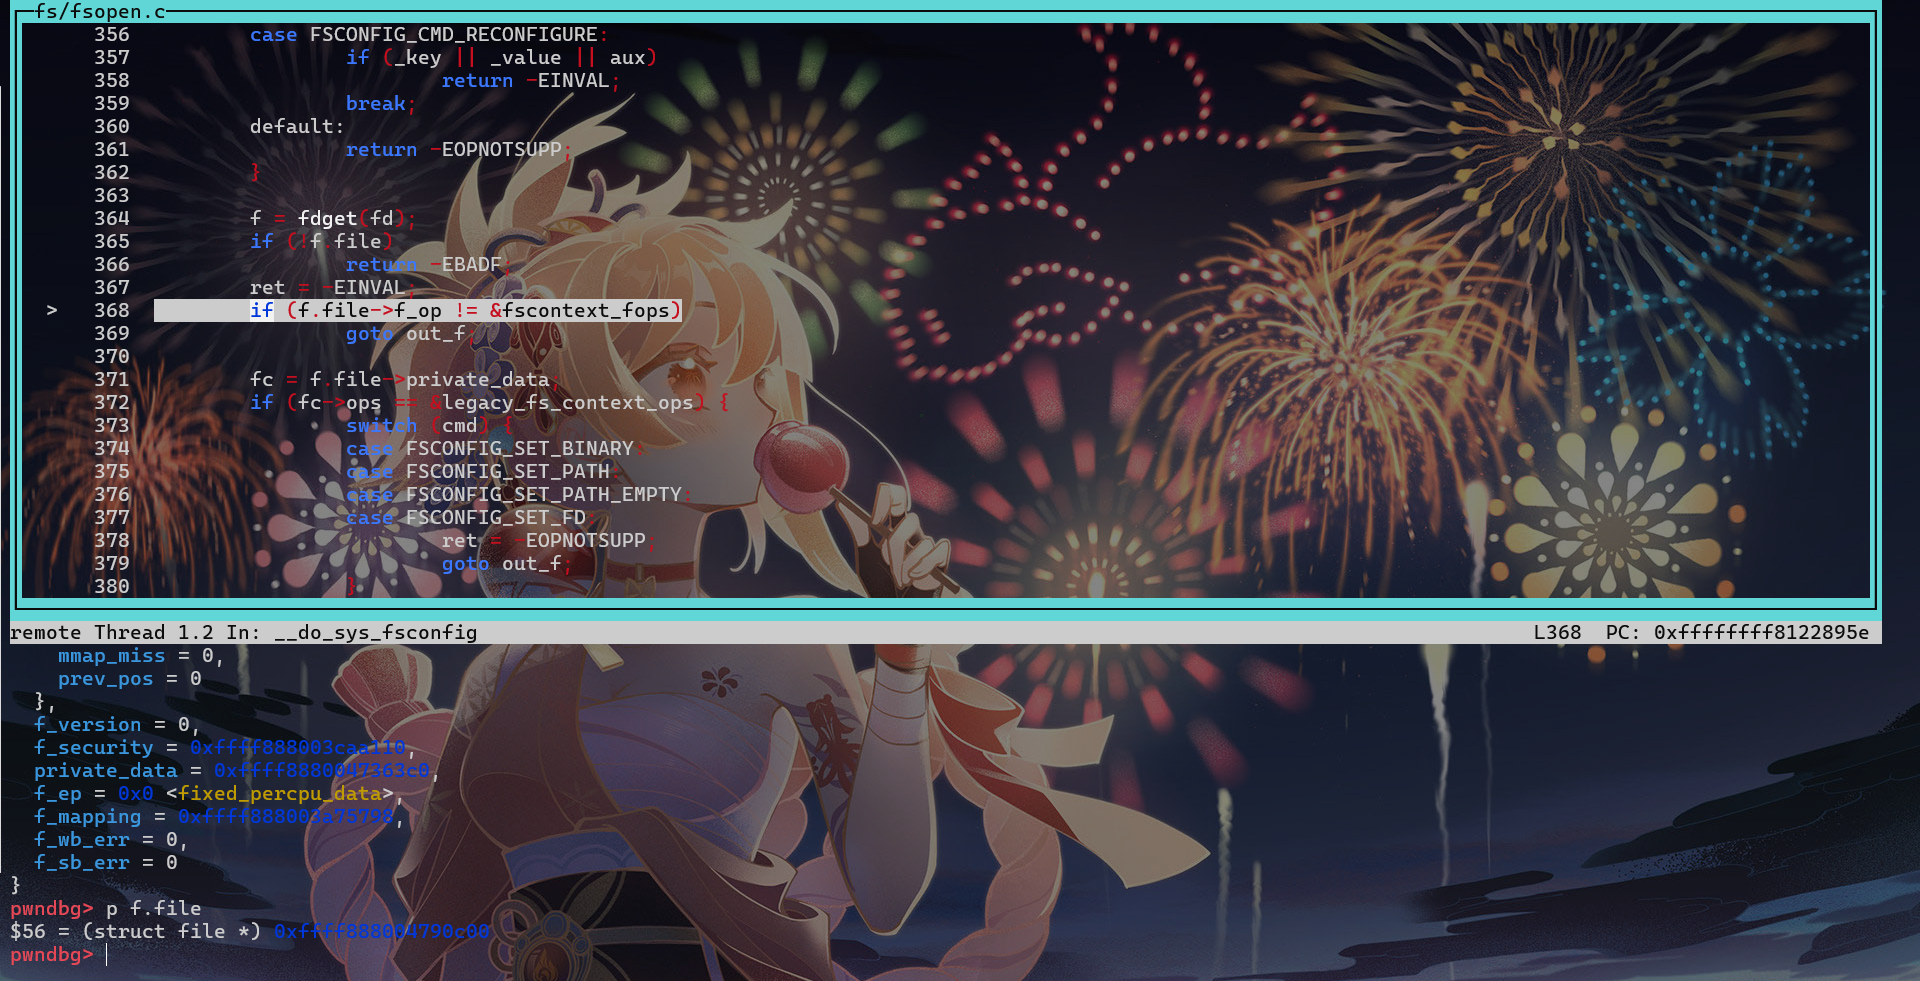 fs/fsopen.c
356 case FSCONFIG_CMD_RECONFIGURE:
357 if (_key || _value || aux)
358 return -EINVAL;
359 break;
360 default:
361 return -EOPNOTSUPP;
362 }
363
364 f = fdget(fd);
365 if (!f.file)
366 return -EBADF;
367 ret = -EINVAL;
> 368 if (f.file->f_op != &fscontext_fops)
369 goto out_f;
370
371 fc = f.file->private_data;
372 if (fc->ops == &legacy_fs_context_ops) {
373 switch (cmd) {
374 case FSCONFIG_SET_BINARY:
375 case FSCONFIG_SET_PATH:
376 case FSCONFIG_SET_PATH_EMPTY:
377 case FSCONFIG_SET_FD:
378 ret = -EOPNOTSUPP;
379 goto out_f;
380 }
remote Thread 1.2 In: __do_sys_fsconfig L368 PC: 0xffffffff8122895e
mmap_miss = 0,
prev_pos = 0
},
f_version = 0,
f_security = 0xffff888003caa110,
private_data = 0xffff8880047363c0,
f_ep = 0x0 <fixed_percpu_data>,
f_mapping = 0xffff888003a75798,
f_wb_err = 0,
f_sb_err = 0
}
pwndbg> p f.file
$56 = (struct file *) 0xffff888004790c00
pwndbg>